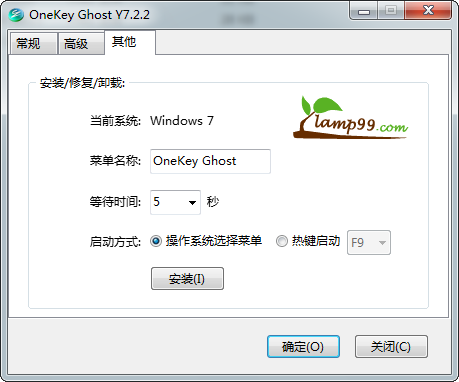 OneKey Ghost Y7.2.2
常规 高级 其他
安装/修复/卸载:
当前系统: Windows 7
lamp99.com
菜单名称: OneKey Ghost
等待时间: 5 秒
启动方式: 操作系统选择菜单 热键启动 F9
安装(I)
确定(O) 关闭(C)